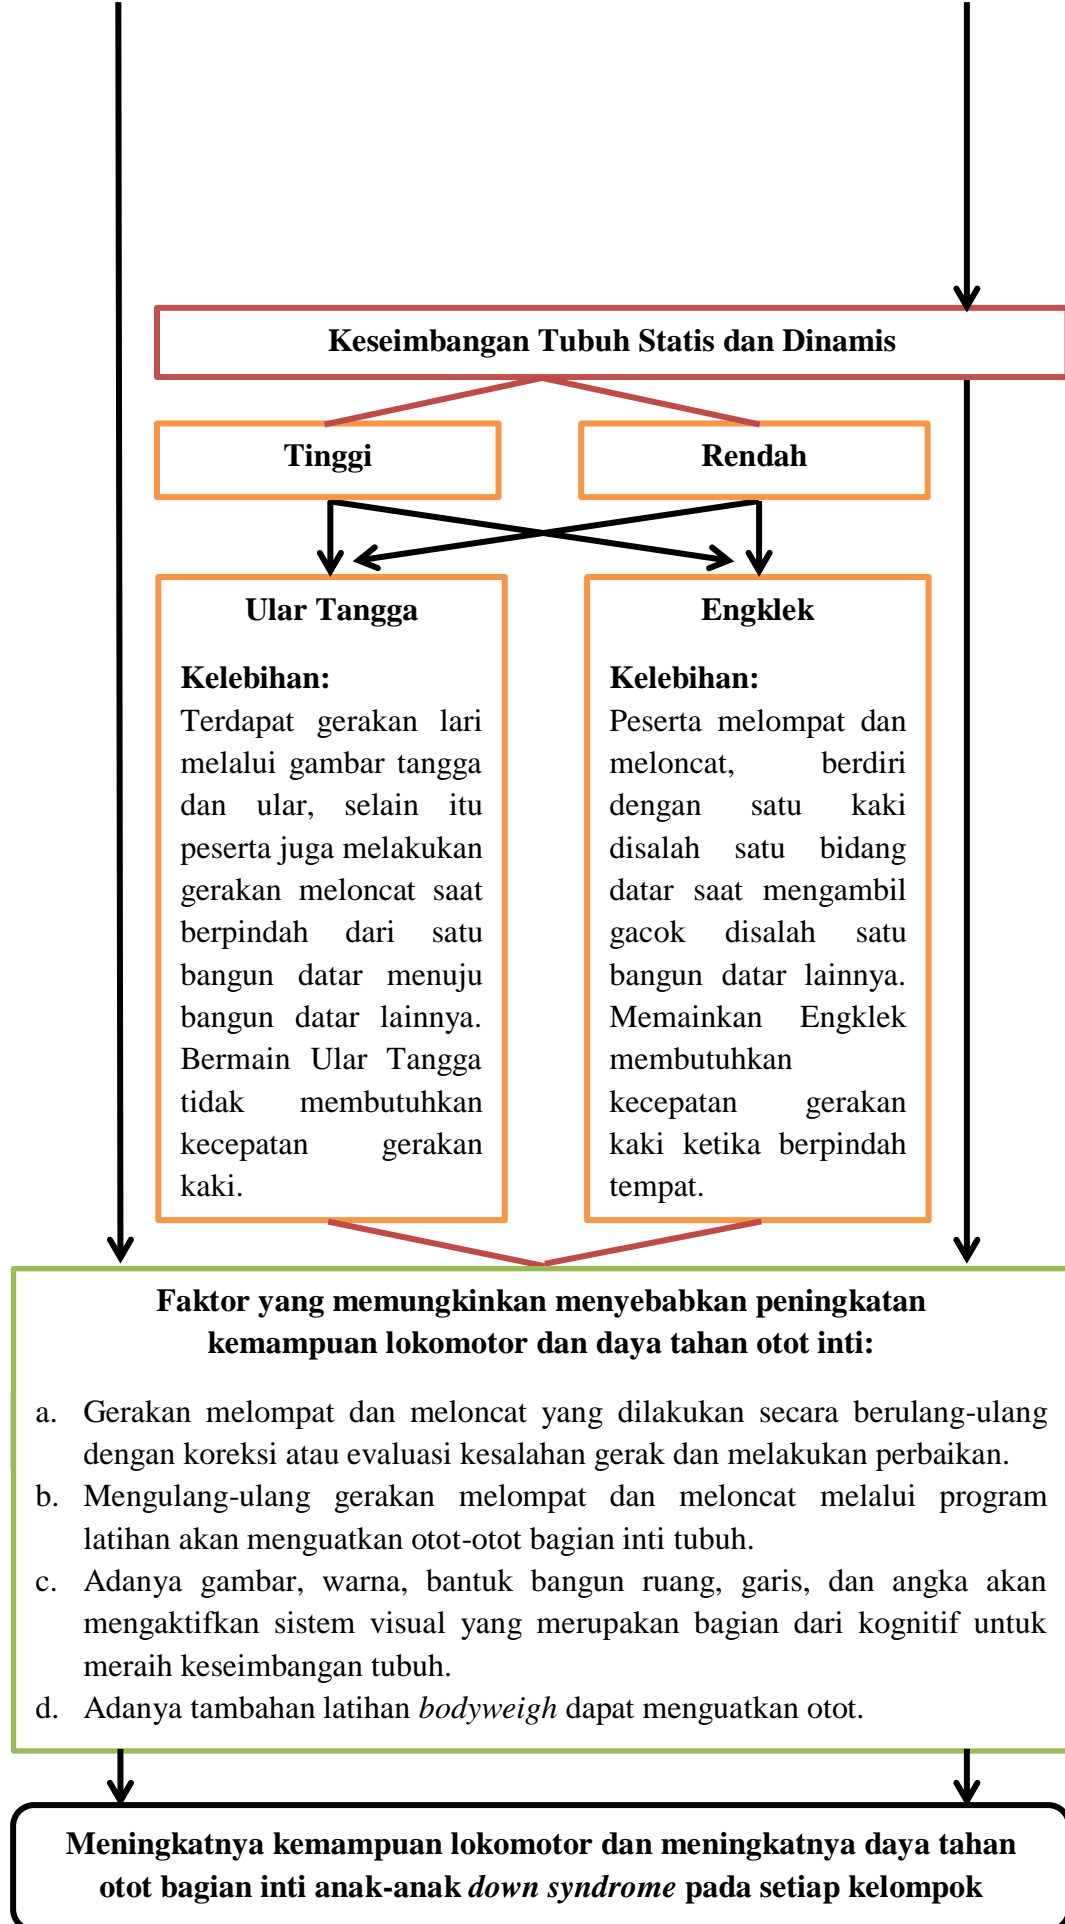 Keseimbangan Tubuh Statis dan Dinamis
Tinggi
Rendah
Ular Tangga
Kelebihan:
Terdapat gerakan lari
melalui gambar tangga
dan ular, selain itu
peserta juga melakukan
gerakan meloncat saat
berpindah dari satu
bangun datar menuju
bangun datar lainnya.
Bermain Ular Tangga
tidak membutuhkan
kecepatan gerakan
kaki.
Engklek
Kelebihan:
Peserta melompat dan
meloncat, berdiri
dengan satu kaki
disalah satu bidang
datar saat mengambil
gacok disalah satu
bangun datar lainnya.
Memainkan Engklek
membutuhkan
kecepatan gerakan
kaki ketika berpindah
tempat.
Faktor yang memungkinkan menyebabkan peningkatan
kemampuan lokomotor dan daya tahan otot inti:
a. Gerakan melompat dan meloncat yang dilakukan secara berulang-ulang
dengan koreksi atau evaluasi kesalahan gerak dan melakukan perbaikan.
b. Mengulang-ulang gerakan melompat dan meloncat melalui program
latihan akan menguatkan otot-otot bagian inti tubuh.
c. Adanya gambar, warna, bantuk bangun ruang, garis, dan angka akan
mengaktifkan sistem visual yang merupakan bagian dari kognitif untuk
meraih keseimbangan tubuh.
d. Adanya tambahan latihan bodyweigh dapat menguatkan otot.
Meningkatnya kemampuan lokomotor dan meningkatnya daya tahan
otot bagian inti anak-anak down syndrome pada setiap kelompok